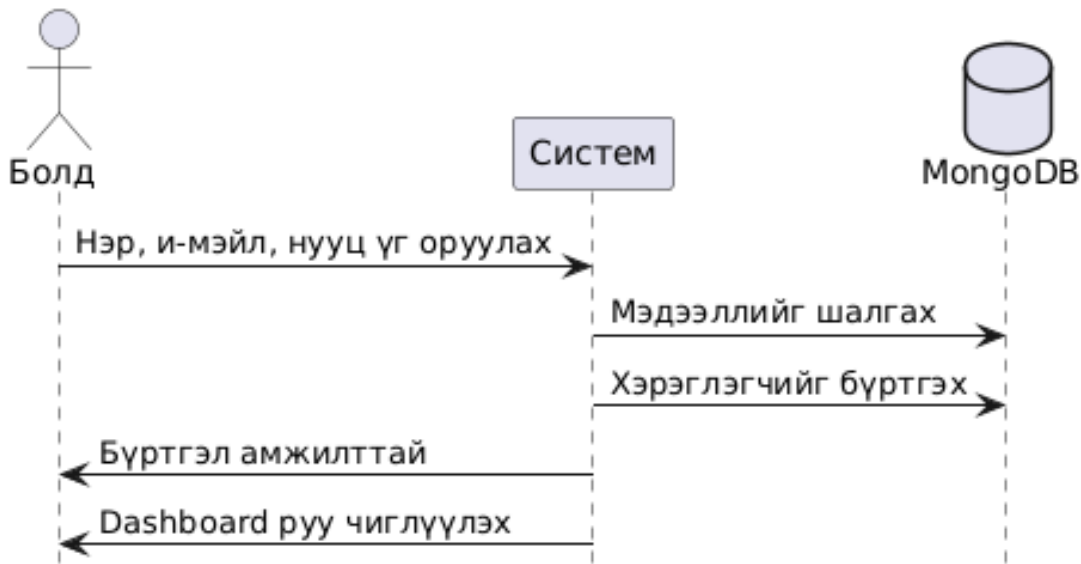 Болд
Систем
MongoDB
Нэр, и-мэйл, нууц үг оруулах
Мэдээллийг шалгах
Хэрэглэгчийг бүртгэх
Бүртгэл амжилттай
Dashboard руу чиглүүлэх